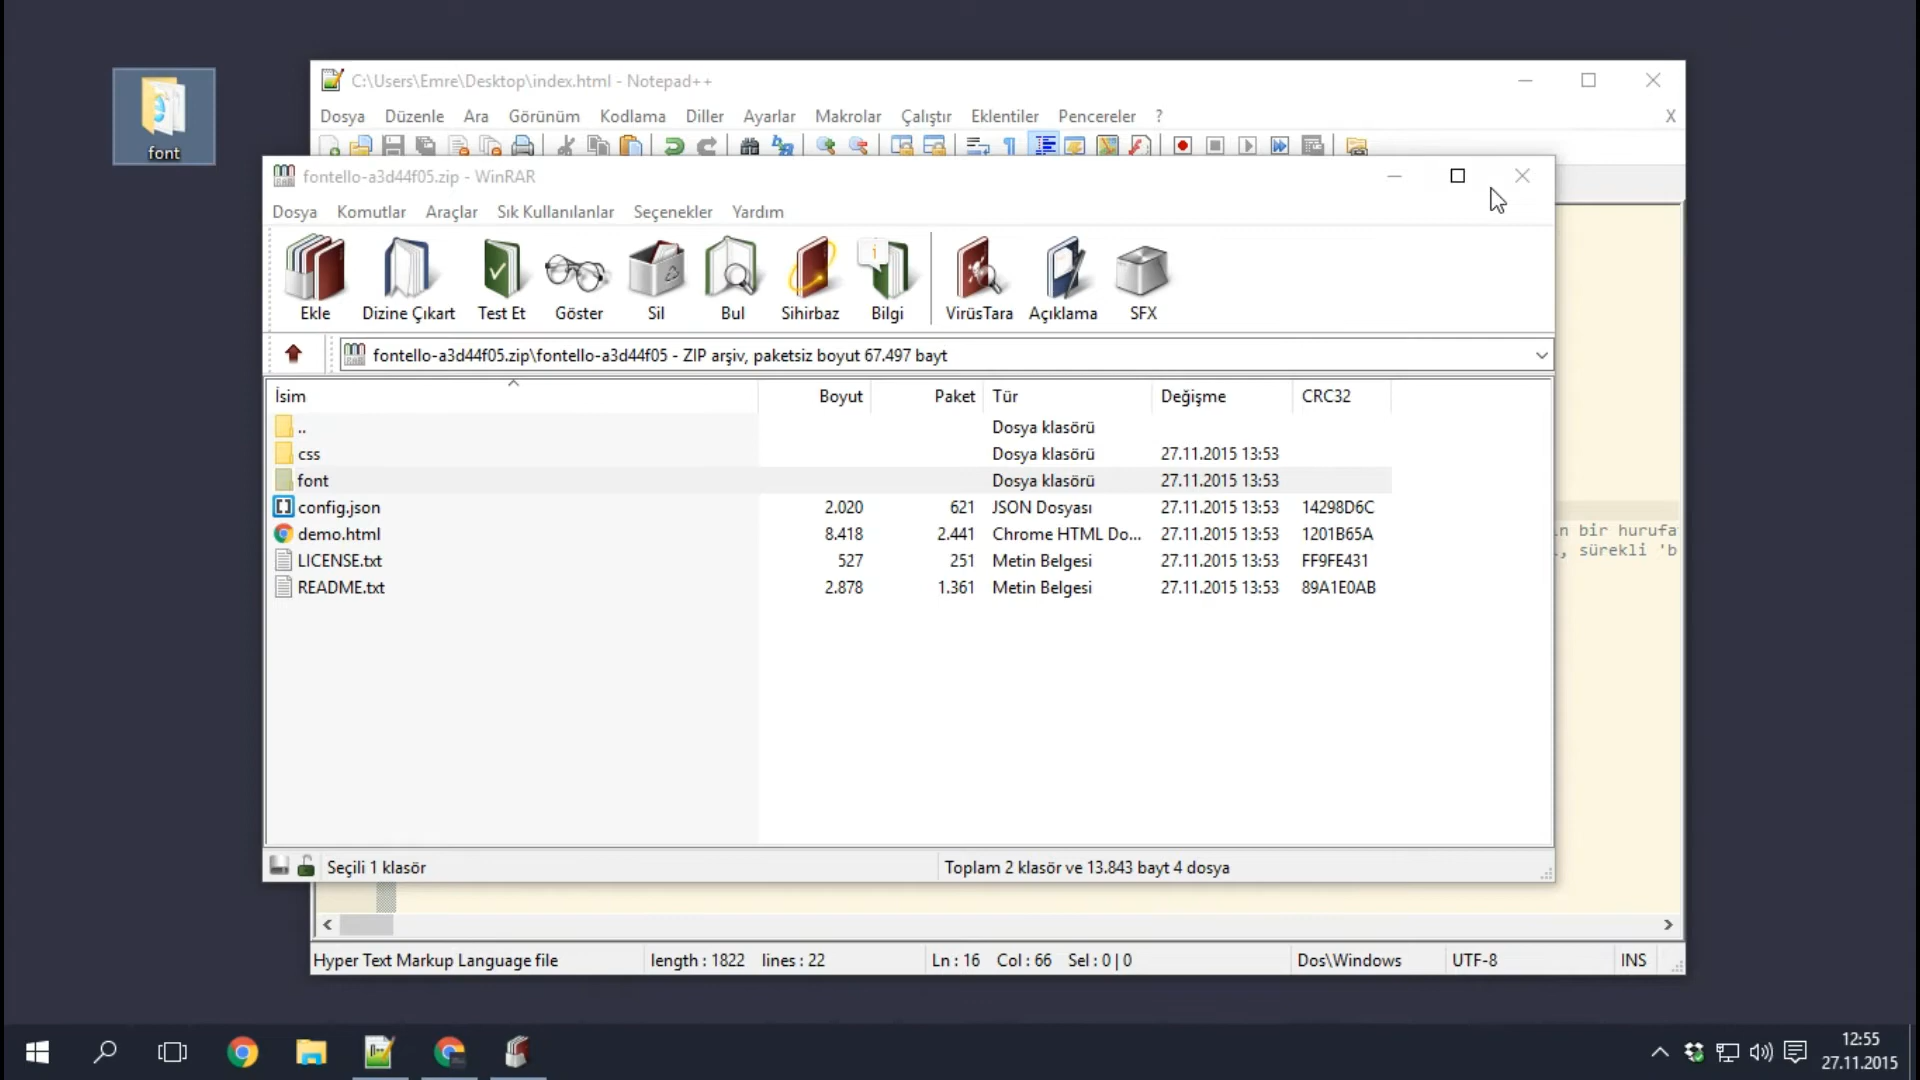 font
C:\Users\Emre\Desktop\index.html - Notepad++
Dosya Düzenle Ara Görünüm Kodlama Diller Ayarlar Makrolar Çalıştır Eklentiler Pencereler ? X
fontello-a3d44f05.zip - WinRAR
Dosya Komutlar Araçlar Sık Kullanılanlar Seçenekler Yardım
Ekle Dizine Çıkart Test Et Göster Sil Bul Sihirbaz Bilgi VirüsTara Açıklama SFX
fontello-a3d44f05.zip\fontello-a3d44f05 - ZIP arşiv, paketsiz boyut 67.497 bayt
İsim Boyut Paket Tür Değişme CRC32
.. Dosya klasörü
css Dosya klasörü 27.11.2015 13:53
font Dosya klasörü 27.11.2015 13:53
config.json 2.020 621 JSON Dosyası 27.11.2015 13:53 14298D6C
demo.html 8.418 2.441 Chrome HTML Do... 27.11.2015 13:53 1201B65A
LICENSE.txt 527 251 Metin Belgesi 27.11.2015 13:53 FF9FE431
README.txt 2.878 1.361 Metin Belgesi 27.11.2015 13:53 89A1E0AB
bir hurufa
, sürekli 'b
Seçili 1 klasör Toplam 2 klasör ve 13.843 bayt 4 dosya
Hyper Text Markup Language file length : 1822 lines : 22 Ln : 16 Col : 66 Sel : 0 | 0 Dos\Windows UTF-8 INS
12:55
27.11.2015